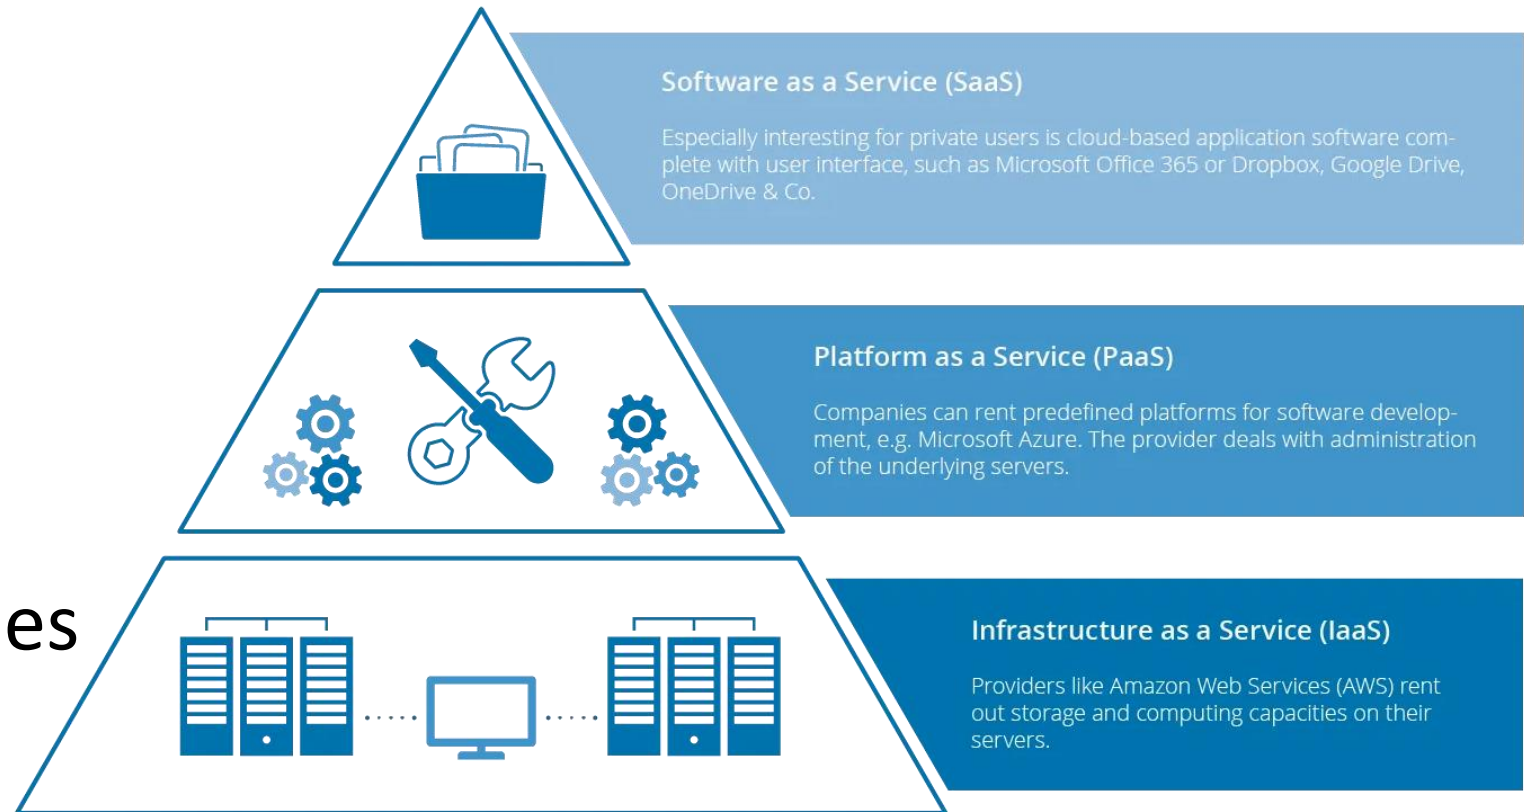 Software as a Service (SaaS)
Especially interesting for private users is cloud-based application software com-
plete with user interface, such as Microsoft Office 365 or Dropbox, Google Drive,
OneDrive & Co.
Platform as a Service (PaaS)
Companies can rent predefined platforms for software develop-
ment, e.g. Microsoft Azure. The provider deals with administration
of the underlying servers.
es
Infrastructure as a Service (IaaS)
Providers like Amazon Web Services (AWS) rent
out storage and computing capacities on their
servers.